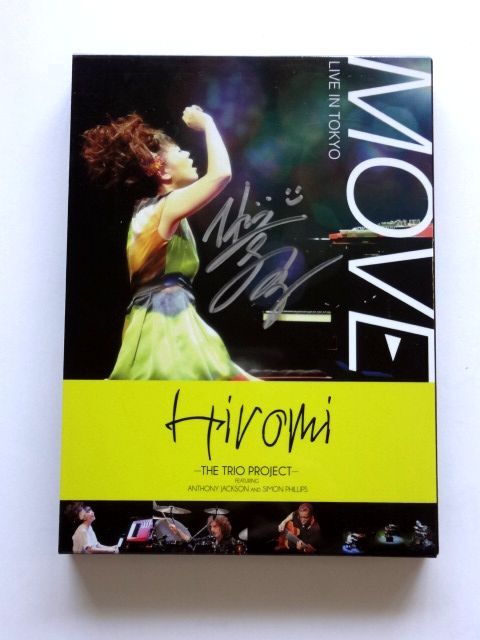 MOVE
LIVE IN TOKYO
Hiromi
—THE TRIO PROJECT—
FEATURING
ANTHONY JACKSON AND SIMON PHILLIPS